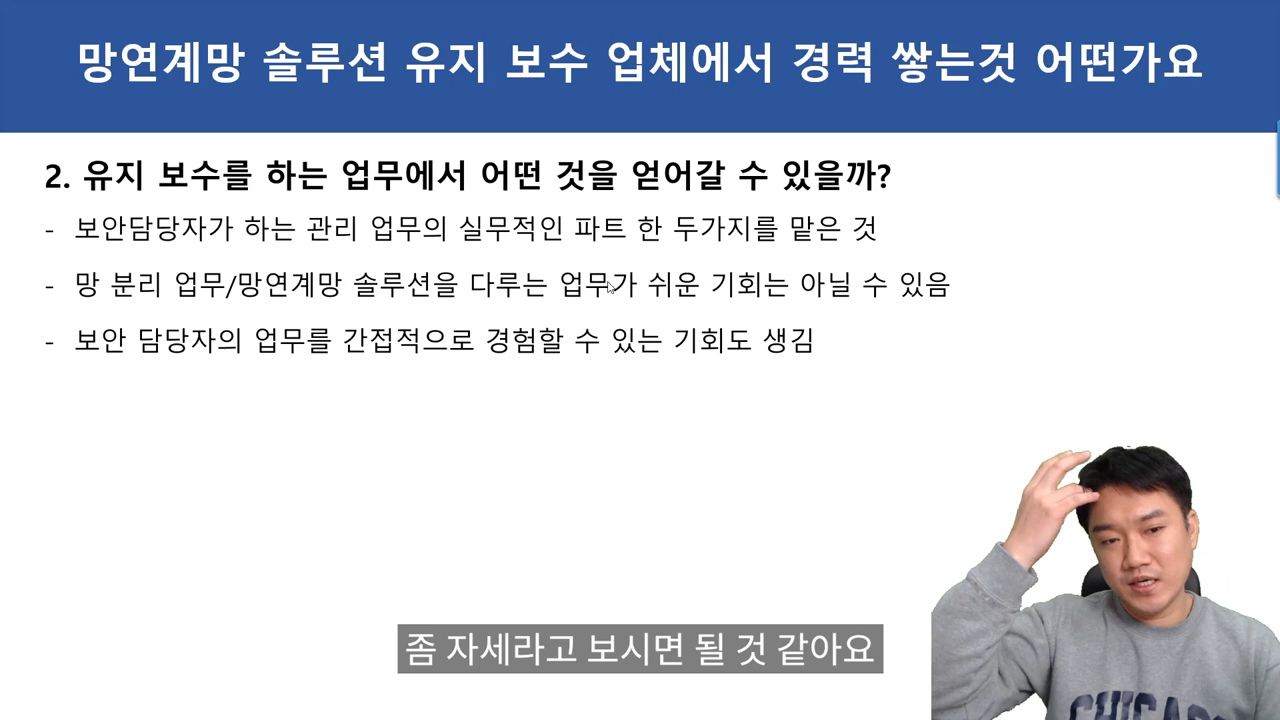 망연계망 솔루션 유지 보수 업체에서 경력 쌓는것 어떤가요
2. 유지 보수를 하는 업무에서 어떤 것을 얻어갈 수 있을까?
- 보안담당자가 하는 관리 업무의 실무적인 파트 한 두가지를 맡은 것
- 망 분리 업무/망연계망 솔루션을 다루는 업무가 쉬운 기회는 아닐 수 있음
- 보안 담당자의 업무를 간접적으로 경험할 수 있는 기회도 생김
좀 자세라고 보시면 될 것 같아요